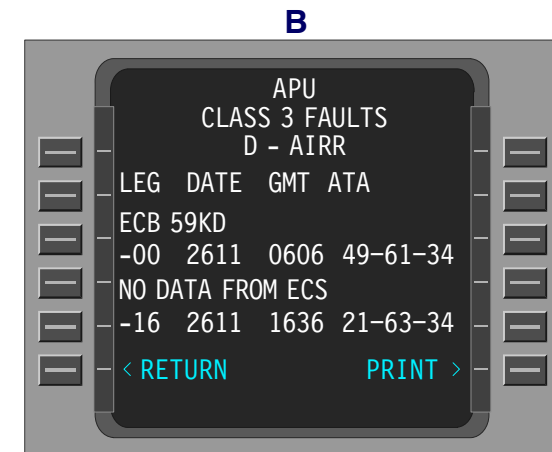 B
APU
CLASS 3 FAULTS
D - AIRR
LEG DATE GMT ATA
ECB 59KD
-00 2611 0606 49-61-34
NO DATA FROM ECS
-16 2611 1636 21-63-34
< RETURN PRINT >